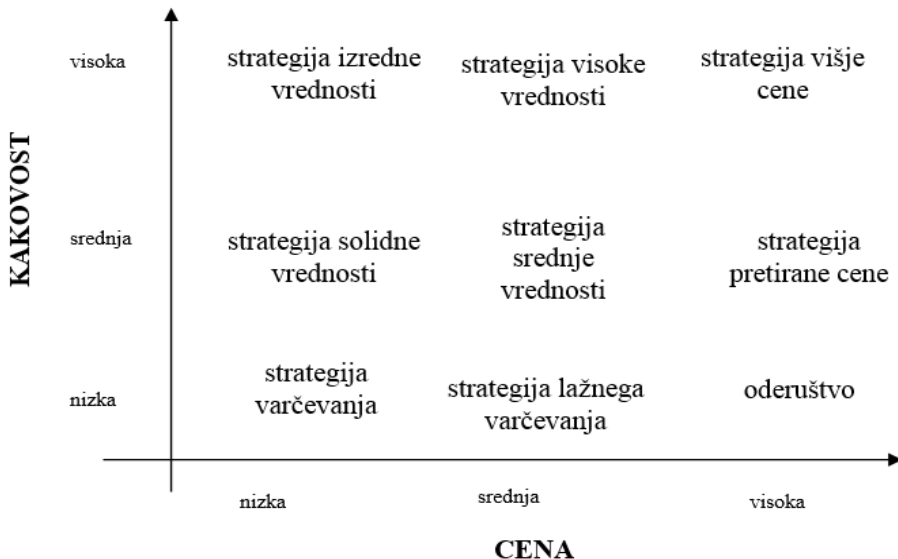 visoka
strategija izredne
vrednosti
strategija visoke
vrednosti
strategija višje
cene
KAKOVOST
srednja
strategija solidne
vrednosti
strategija
srednje
vrednosti
strategija
pretirane cene
nizka
strategija
varčevanja
strategija lažnega
varčevanja
oderuštvo
nizka
srednja
visoka
CENA